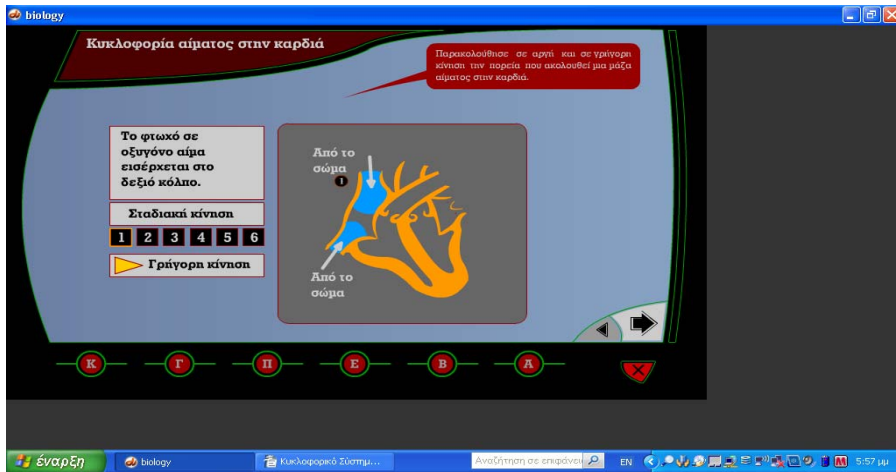 biology
Κυκλοφορία αίματος στην καρδιά
Παρακολούθησε σε αργή και σε γρήγορη
κίνηση την πορεία που ακολουθεί μια μάζα
αίματος στην καρδιά.
Το φτωχό σε
οξυγόνο αίμα
εισέρχεται στο
δεξιό κόλπο.
Σταδιακή κίνηση
1 2 3 4 5 6
Γρήγορη κίνηση
Από το
σώμα
1
Από το
σώμα
Κ Γ Π Ε Β Α
έναρξη
biology
Κυκλοφορικό Σύστημ...
Αναζήτηση σε επιφάνει
EN
5:57 μμ